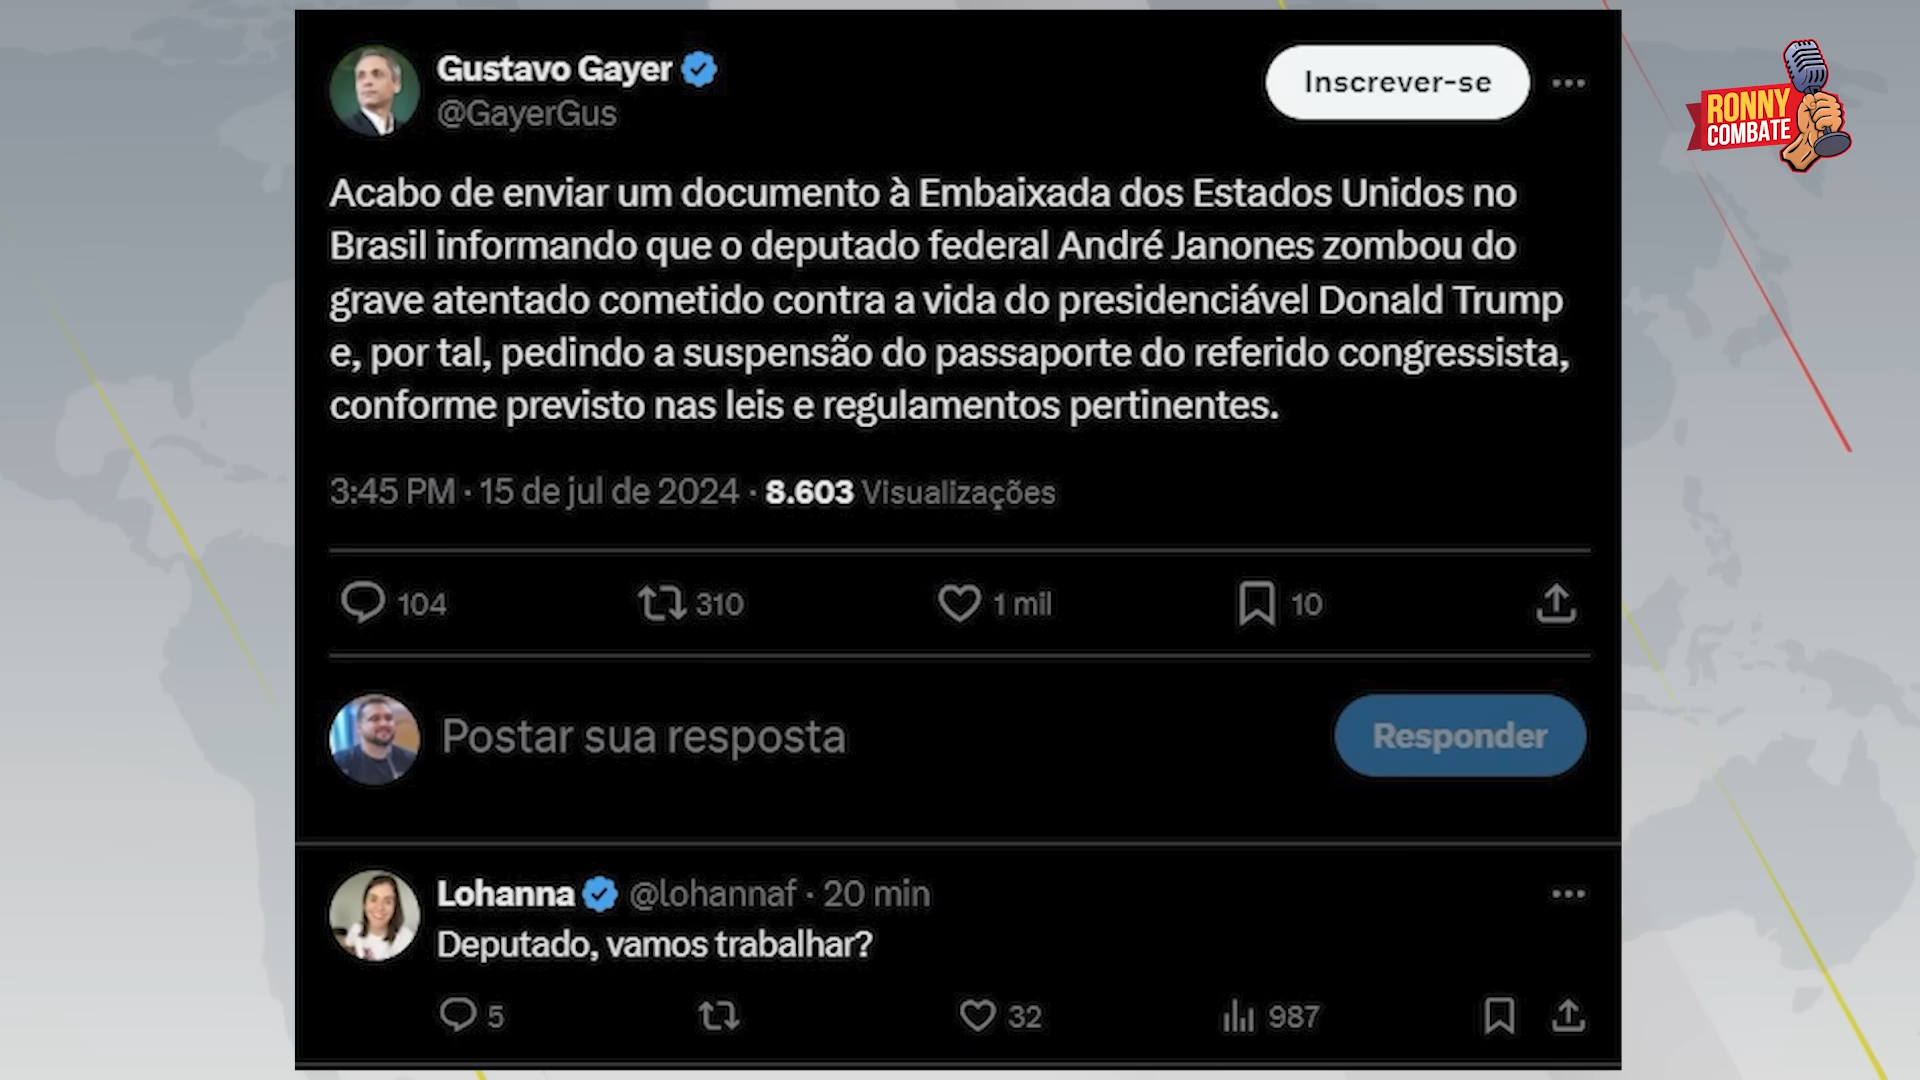 Gustavo Gayer
@GayerGus
Inscrever-se
RONNY
COMBATE
Acabo de enviar um documento à Embaixada dos Estados Unidos no
Brasil informando que o deputado federal André Janones zombou do
grave atentado cometido contra a vida do presidenciável Donald Trump
e, por tal, pedindo a suspensão do passaporte do referido congressista,
conforme previsto nas leis e regulamentos pertinentes.
3:45 PM · 15 de jul de 2024 · 8.603 Visualizações
104 310 1 mil 10
Postar sua resposta
Responder
Lohanna @lohannaf · 20 min
Deputado, vamos trabalhar?
5 32 987